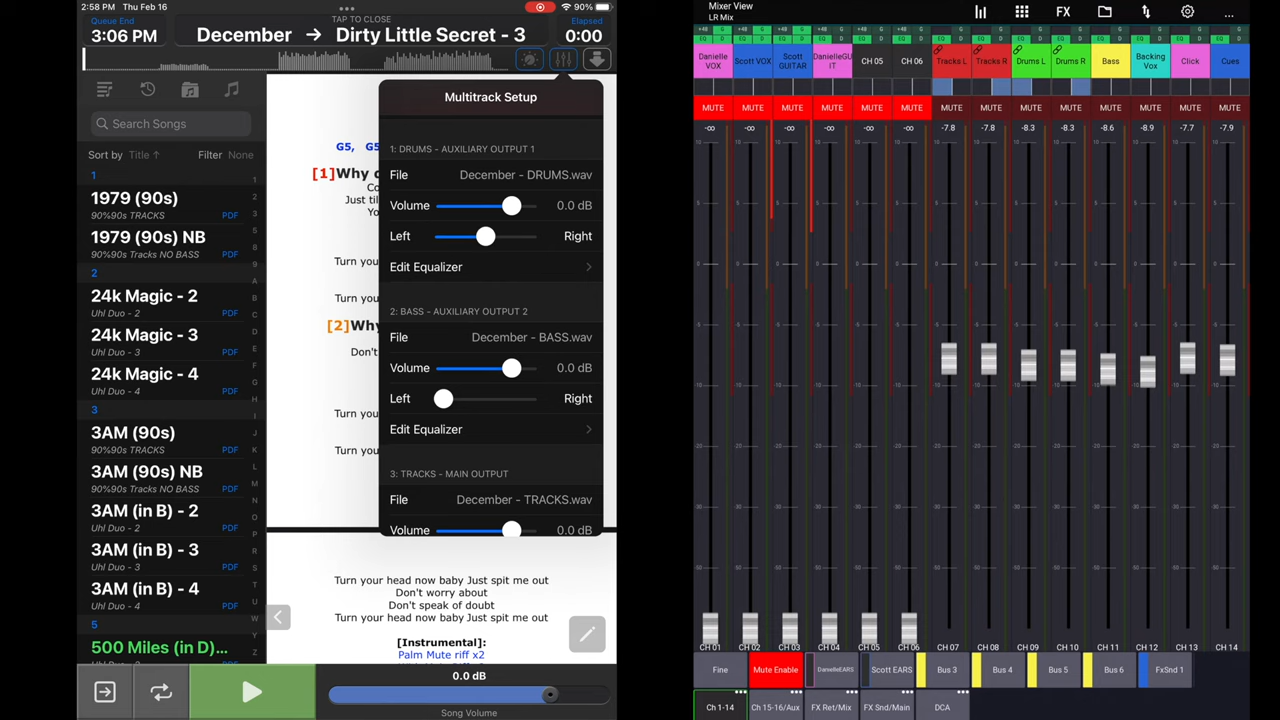 2:58 PM Thu Feb 16
90%
Queue End
3:06 PM
TAP TO CLOSE
December → Dirty Little Secret - 3
Elapsed
0:00
Search Songs
Sort by Title ↑ Filter None
1
1979 (90s)
90%90s TRACKS PDF
1979 (90s) NB
90%90s Tracks NO BASS PDF
2
24k Magic - 2
Uhl Duo - 2 PDF
24k Magic - 3
Uhl Duo - 3 PDF
24k Magic - 4
Uhl Duo - 4 PDF
3
3AM (90s)
90%90s TRACKS PDF
3AM (90s) NB
90%90s Tracks NO BASS PDF
3AM (in B) - 2
Uhl Duo - 2 PDF
3AM (in B) - 3
Uhl Duo - 3 PDF
3AM (in B) - 4
Uhl Duo - 4 PDF
5
500 Miles (in D)...
G5,
[1]Why
Co
Just til
Yo
Turn you
Turn you
[2]Why
Don't
Turn you
Turn you
Multitrack Setup
1: DRUMS - AUXILIARY OUTPUT 1
File December - DRUMS.wav
Volume 0.0 dB
Left Right
Edit Equalizer
2: BASS - AUXILIARY OUTPUT 2
File December - BASS.wav
Volume 0.0 dB
Left Right
Edit Equalizer
3: TRACKS - MAIN OUTPUT
File December - TRACKS.wav
Volume 0.0 dB
Turn your head now baby Just spit me out
Don't worry about
Don't speak of doubt
Turn your head now baby Just spit me out
[Instrumental]:
Palm Mute riff x2
0.0 dB
Song Volume
Mixer View
LR Mix
FX
...
Danielle VOX Scott VOX Scott GUITAR DanielleGUIT CH 05 CH 06 Tracks L Tracks R Drums L Drums R Bass Backing Vox Click Cues
MUTE MUTE MUTE MUTE MUTE MUTE MUTE MUTE MUTE MUTE MUTE MUTE MUTE MUTE
-∞ -∞ -∞ -∞ -∞ -∞ -7.8 -7.8 -8.3 -8.3 -8.6 -8.9 -7.7 -7.9
CH 01 CH 02 CH 03 CH 04 CH 05 CH 06 CH 07 CH 08 CH 09 CH 10 CH 11 CH 12 CH 13 CH 14
Fine Mute Enable DanielleEARS Scott EARS Bus 3 Bus 4 Bus 5 Bus 6 FxSnd 1
Ch 1-14 Ch 15-16/Aux FX Ret/Mix FX Snd/Main DCA